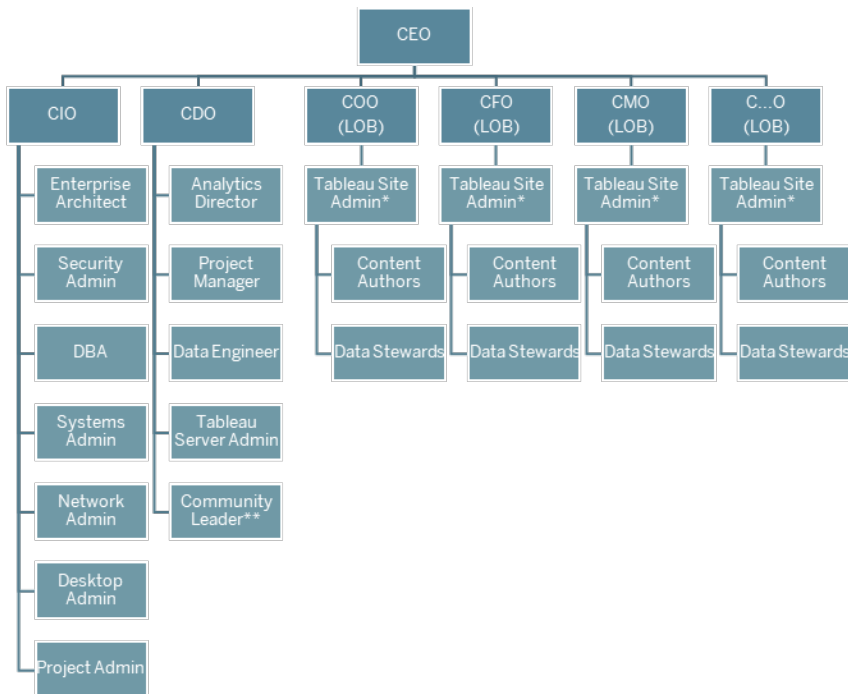 CEO
CIO
CDO
COO
(LOB)
CFO
(LOB)
CMO
(LOB)
C...O
(LOB)
Enterprise
Architect
Security
Admin
DBA
Systems
Admin
Network
Admin
Desktop
Admin
Project Admin
Analytics
Director
Project
Manager
Data Engineer
Tableau
Server Admin
Community
Leader**
Tableau Site
Admin*
Content
Authors
Data Stewards
Tableau Site
Admin*
Content
Authors
Data Stewards
Tableau Site
Admin*
Content
Authors
Data Stewards
Tableau Site
Admin*
Content
Authors
Data Stewards